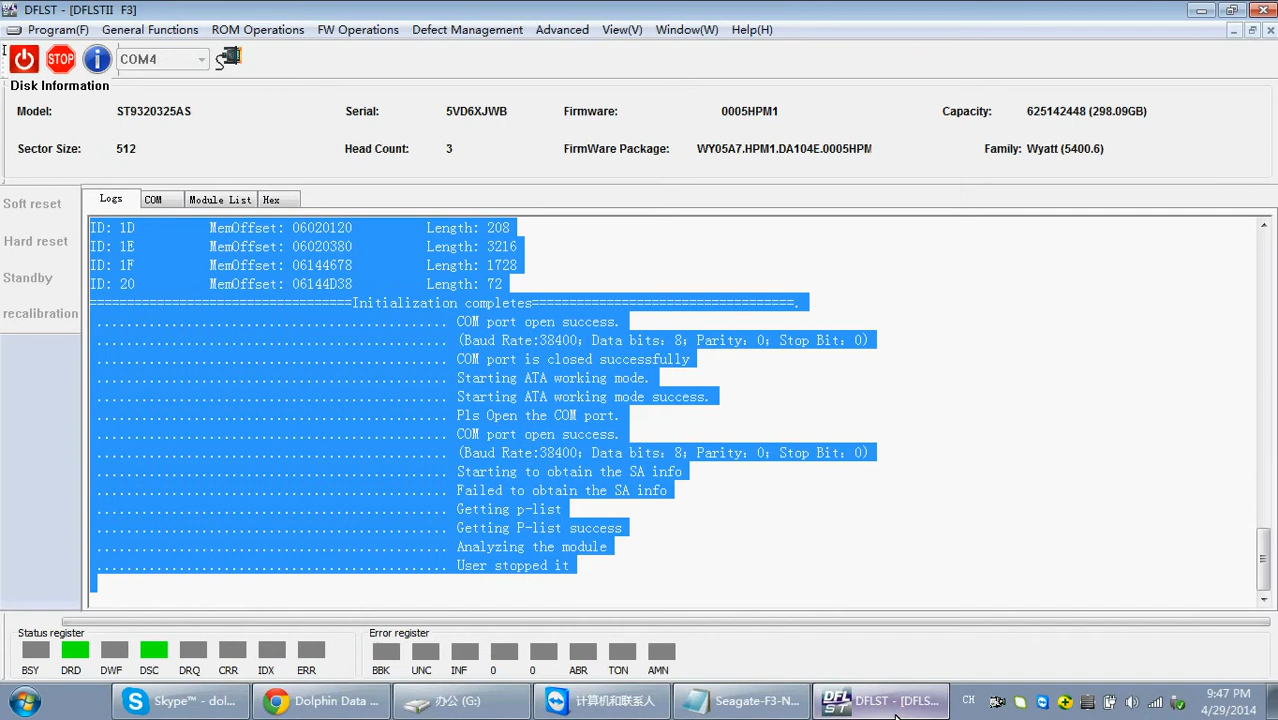 DFLST - [DFLSTII F3]
Program(F) General Functions ROM Operations FW Operations Defect Management Advanced View(V) Window(W) Help(H)
STOP COM4
Disk Information
Model: ST9320325AS Serial: 5VD6XJWB Firmware: 0005HPM1 Capacity: 625142448 (298.09GB)
Sector Size: 512 Head Count: 3 FirmWare Package: WY05A7.HPM1.DA104E.0005HPM Family: Wyatt (5400.6)
Soft reset
Hard reset
Standby
recalibration
Logs COM Module List Hex
ID: 1D MemOffset: 06020120 Length: 208
ID: 1E MemOffset: 06020380 Length: 3216
ID: 1F MemOffset: 06144678 Length: 1728
ID: 20 MemOffset: 06144D38 Length: 72
===================================Initialization completes===================================.
............................................... COM port open success.
............................................... (Baud Rate:38400; Data bits: 8; Parity: 0; Stop Bit: 0)
............................................... COM port is closed successfully
............................................... Starting ATA working mode.
............................................... Starting ATA working mode success.
............................................... Pls Open the COM port.
............................................... COM port open success.
............................................... (Baud Rate:38400; Data bits: 8; Parity: 0; Stop Bit: 0)
............................................... Starting to obtain the SA info
............................................... Failed to obtain the SA info
............................................... Getting p-list
............................................... Getting P-list success
............................................... Analyzing the module
............................................... User stopped it
Status register
BSY DRD DWF DSC DRQ CRR IDX ERR
Error register
BBK UNC INF 0 0 ABR TON AMN
Skype™ - dol... Dolphin Data ... 办公 (G:) 计算机和联系人 Seagate-F3-N... DFL ST DFLST - [DFLS... CH
9:47 PM
4/29/2014